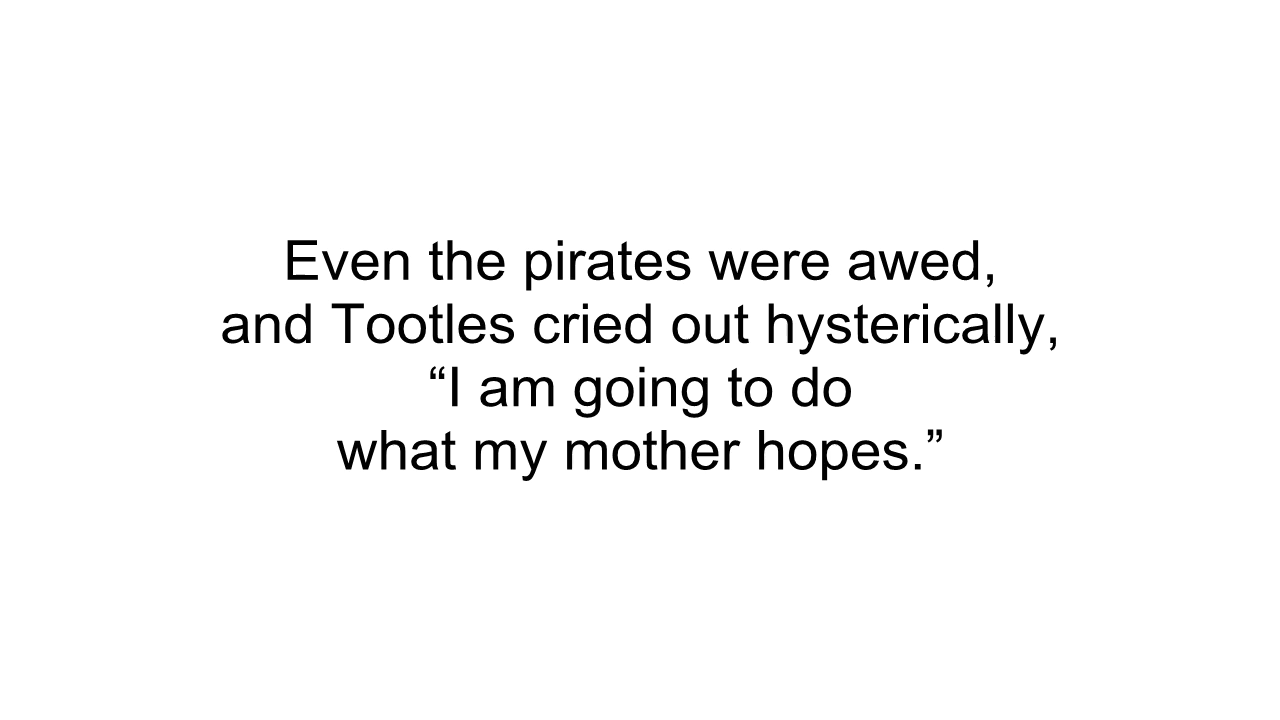 Even the pirates were awed,
and Tootles cried out hysterically,
“I am going to do
what my mother hopes.”